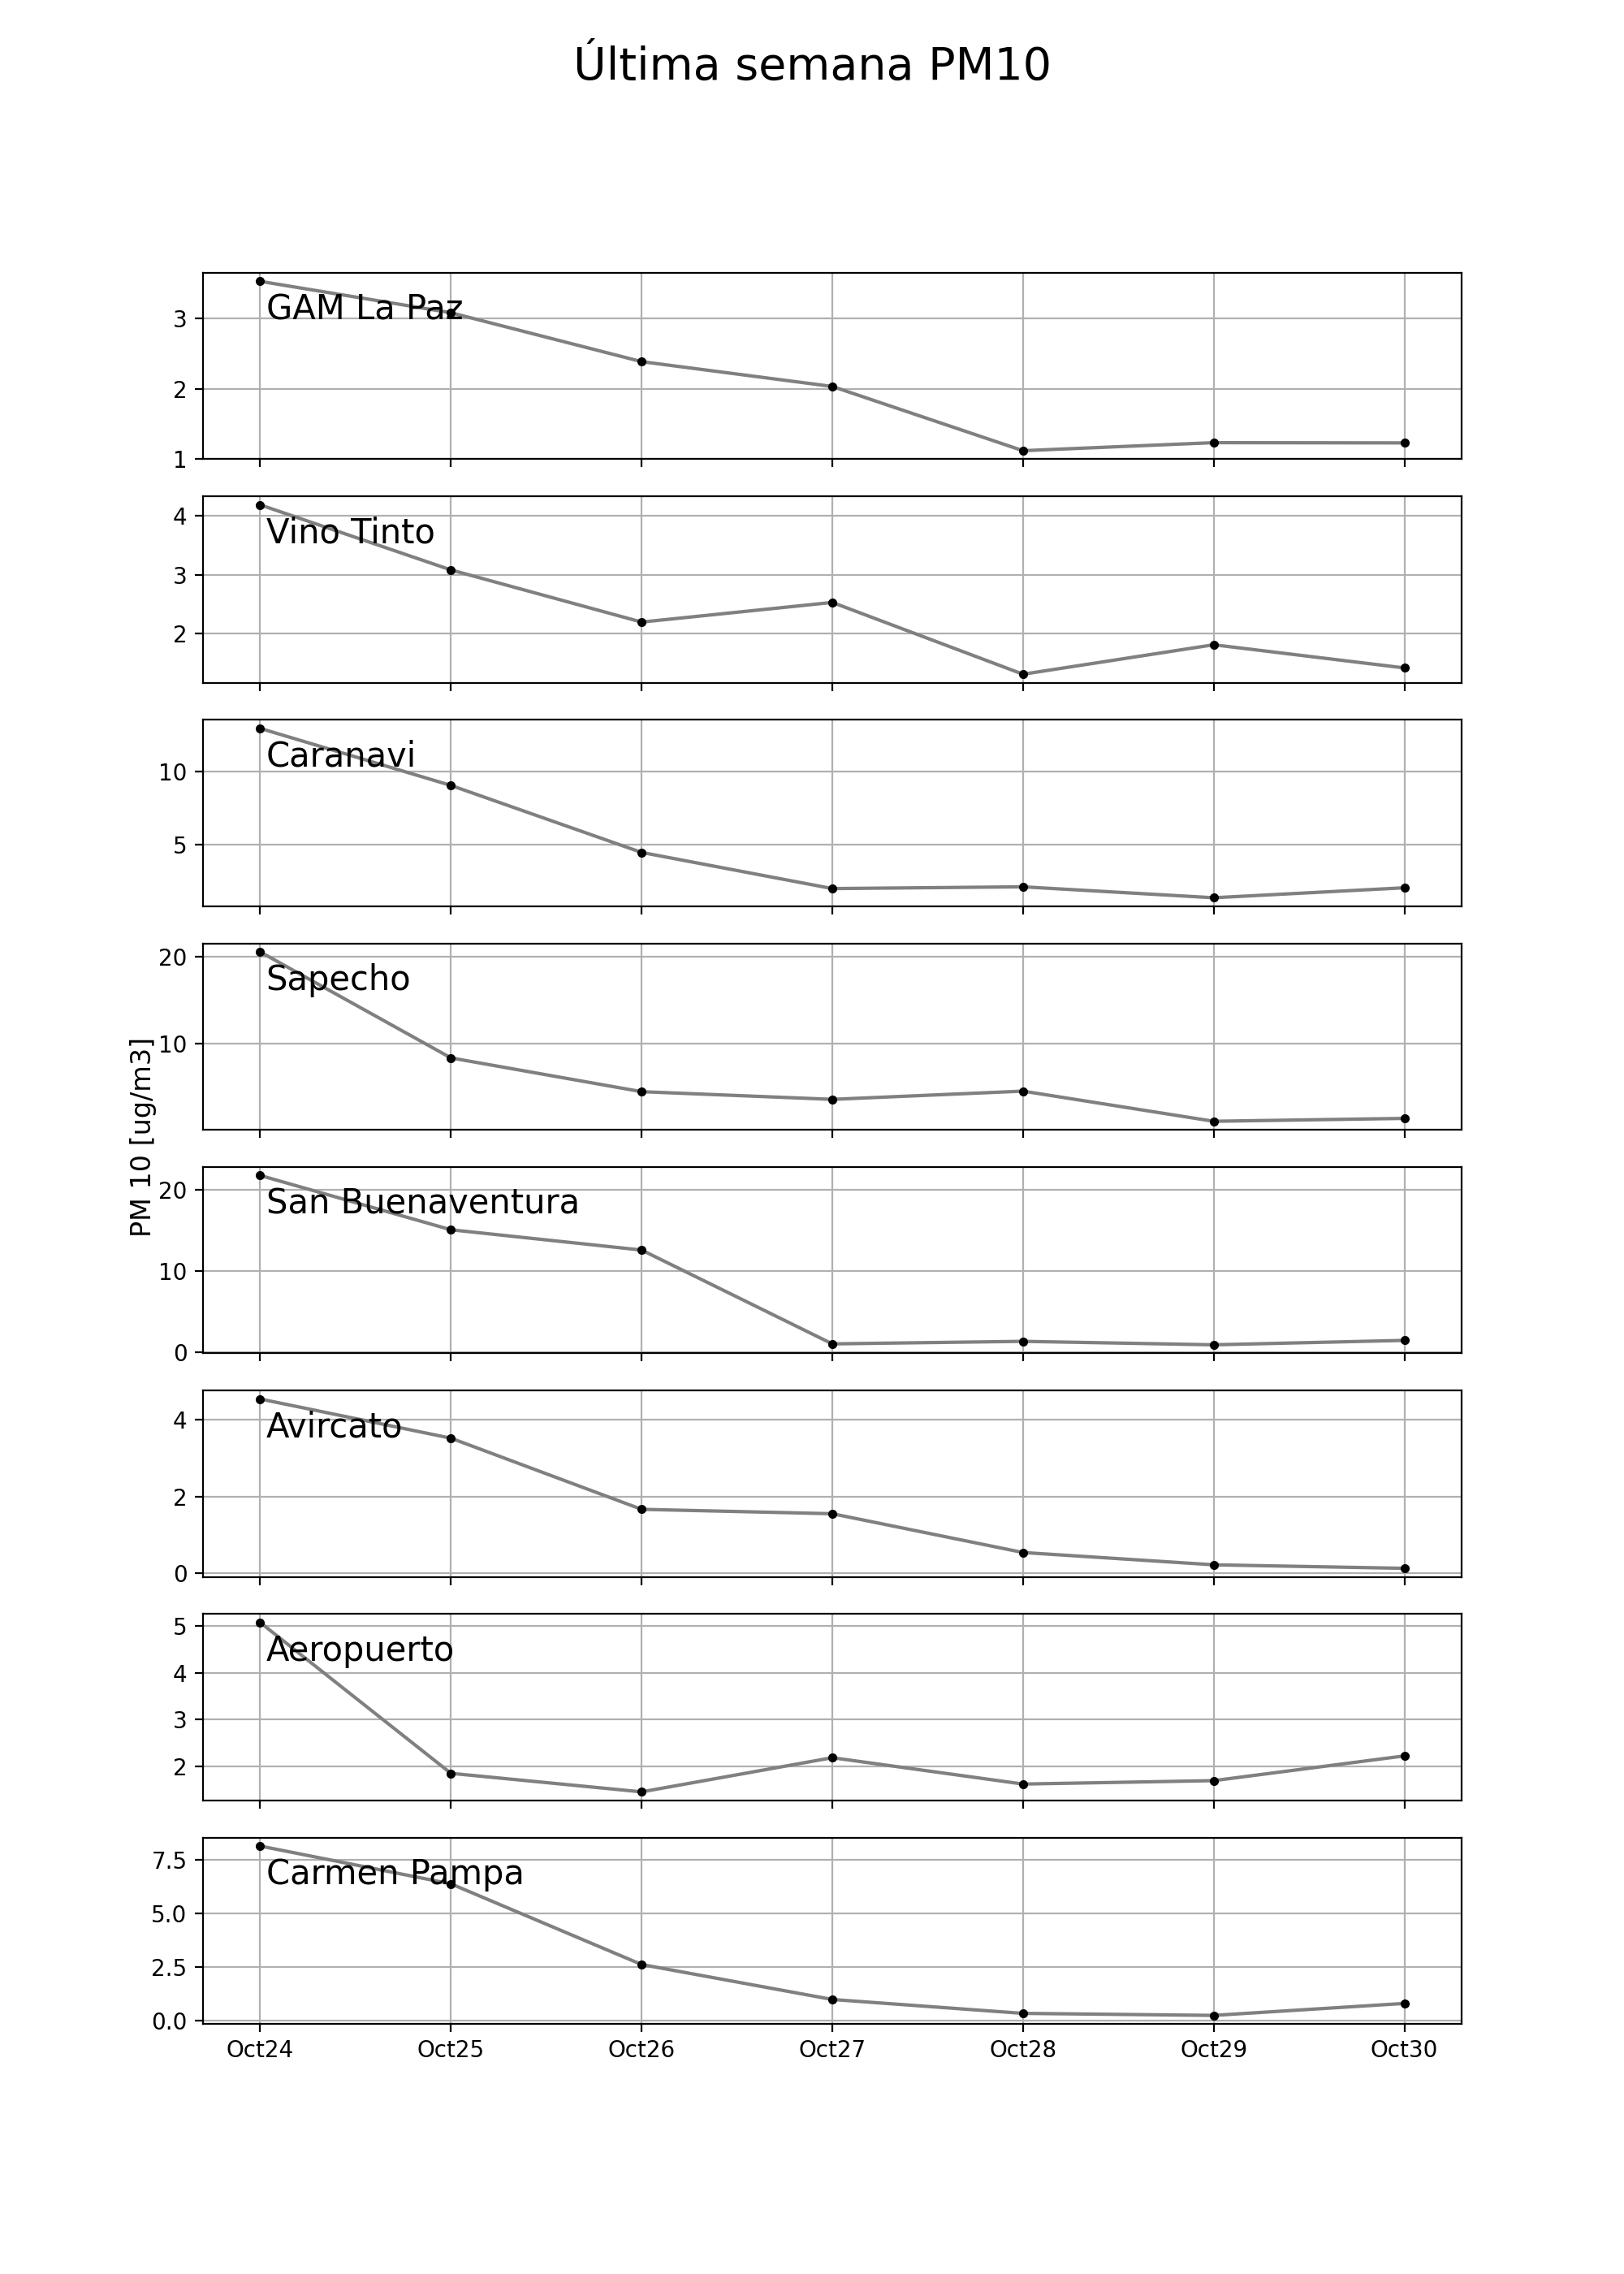 Última semana PM10
GAM La Paz
3
2
1
Vino Tinto
4
3
2
Caranavi
10
5
Sapecho
20
10
PM 10 [ug/m3]
San Buenaventura
20
10
0
Avircato
4
2
0
Aeropuerto
5
4
3
2
Carmen Pampa
7.5
5.0
2.5
0.0
Oct24 Oct25 Oct26 Oct27 Oct28 Oct29 Oct30